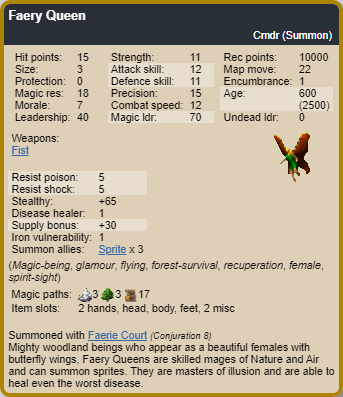 Faery Queen
Cmdr (Summon)
Hit points: 15 Strength: 11 Rec points: 10000
Size: 3 Attack skill: 12 Map move: 22
Protection: 0 Defence skill: 11 Encumbrance: 1
Magic res: 18 Precision: 15 Age: 600
Morale: 7 Combat speed: 12 (2500)
Leadership: 40 Magic ldr: 70 Undead ldr: 0
Weapons:
Fist
Resist poison: 5
Resist shock: 5
Stealthy: +65
Disease healer: 1
Supply bonus: +30
Iron vulnerability: 1
Summon allies: Sprite x 3
(Magic-being, glamour, flying, forest-survival, recuperation, female,
spirit-sight)
Magic paths: 3 3 17
Item slots: 2 hands, head, body, feet, 2 misc
Summoned with Faerie Court (Conjuration 8)
Mighty woodland beings who appear as a beautiful females with
butterfly wings, Faery Queens are skilled mages of Nature and Air
and can summon sprites. They are masters of illusion and are able to
heal even the worst disease.